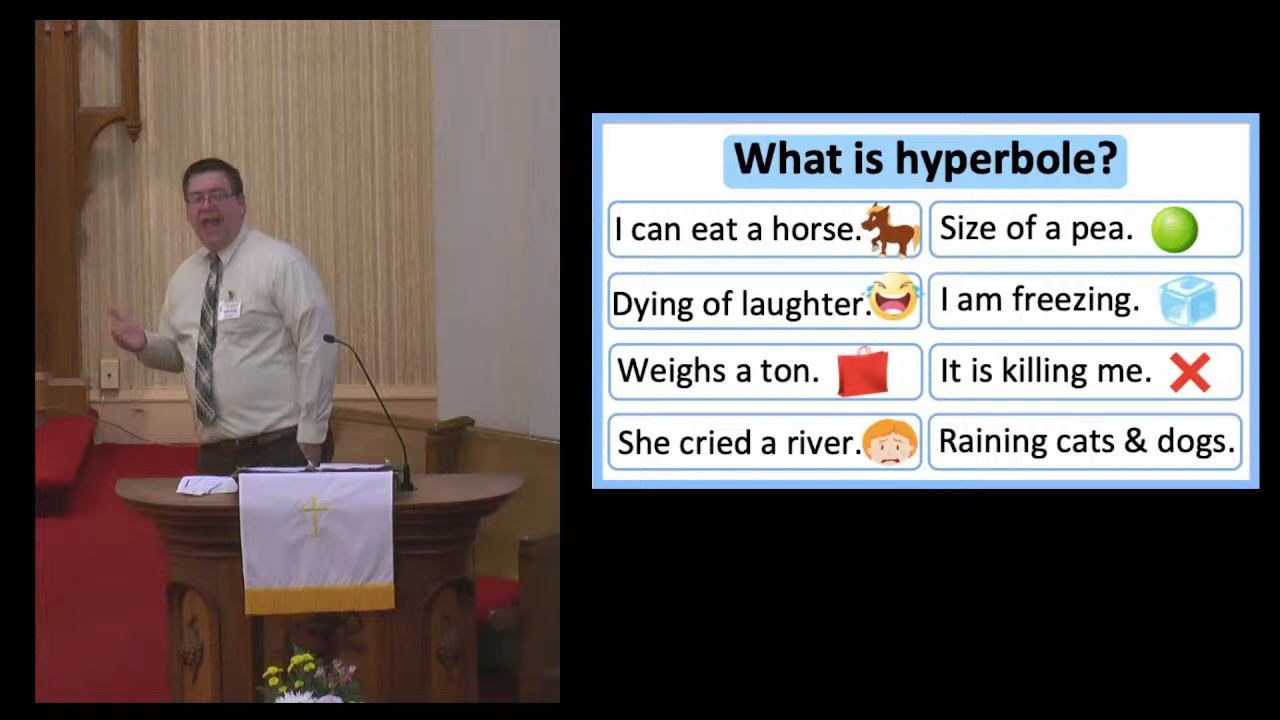 What is hyperbole?
I can eat a horse.
Size of a pea.
Dying of laughter.
I am freezing.
Weighs a ton.
It is killing me.
She cried a river.
Raining cats & dogs.